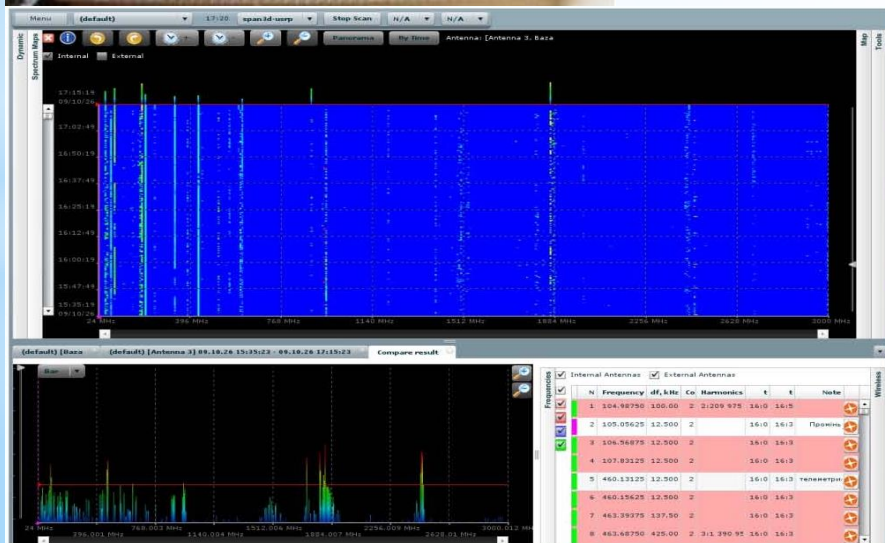 Menu (default) 17:20 span3d-usrp Stop Scan N/A N/A
Dynamic
Spectrum Maps
Panorama By Time Antenna: [Antenna 3, Baza
Map
Tools
Internal External
17:15:19
09/10/26
17:02:49
16:50:19
16:37:49
16:25:19
16:12:49
16:00:19
15:47:49
15:35:19
09/10/26
24 MHz 396 MHz 768 MHz 1140 MHz 1512 MHz 1884 MHz 2256 MHz 2628 MHz 3000 MHz
(default) [Baza (default) [Antenna 3] 09.10.26 15:35:23 - 09.10.26 17:15:23 Compare result
Bar
24 MHz 768.003 MHz 1512.006 MHz 2256.009 MHz 3000.012 MH
396.001 MHz 1140.004 MHz 1884.007 MHz 2628.01 MHz
Frequencies
Wireless
Internal Antennas External Antennas
N Frequency df, kHz Co Harmonics t t Note
1 104.98750 100.00 2 2:209 975 16:0 16:5
2 105.05625 12.500 2 16:0 16:3 Промінь
3 106.56875 12.500 2 16:0 16:3
4 107.83125 12.500 2 16:0 16:3
5 460.13125 12.500 2 16:0 16:3 телеметри
6 460.15625 12.500 2 16:0 16:3
7 463.39375 137.50 2 16:0 16:3
8 463.68750 425.00 2 3:1 390 95 16:0 16:3